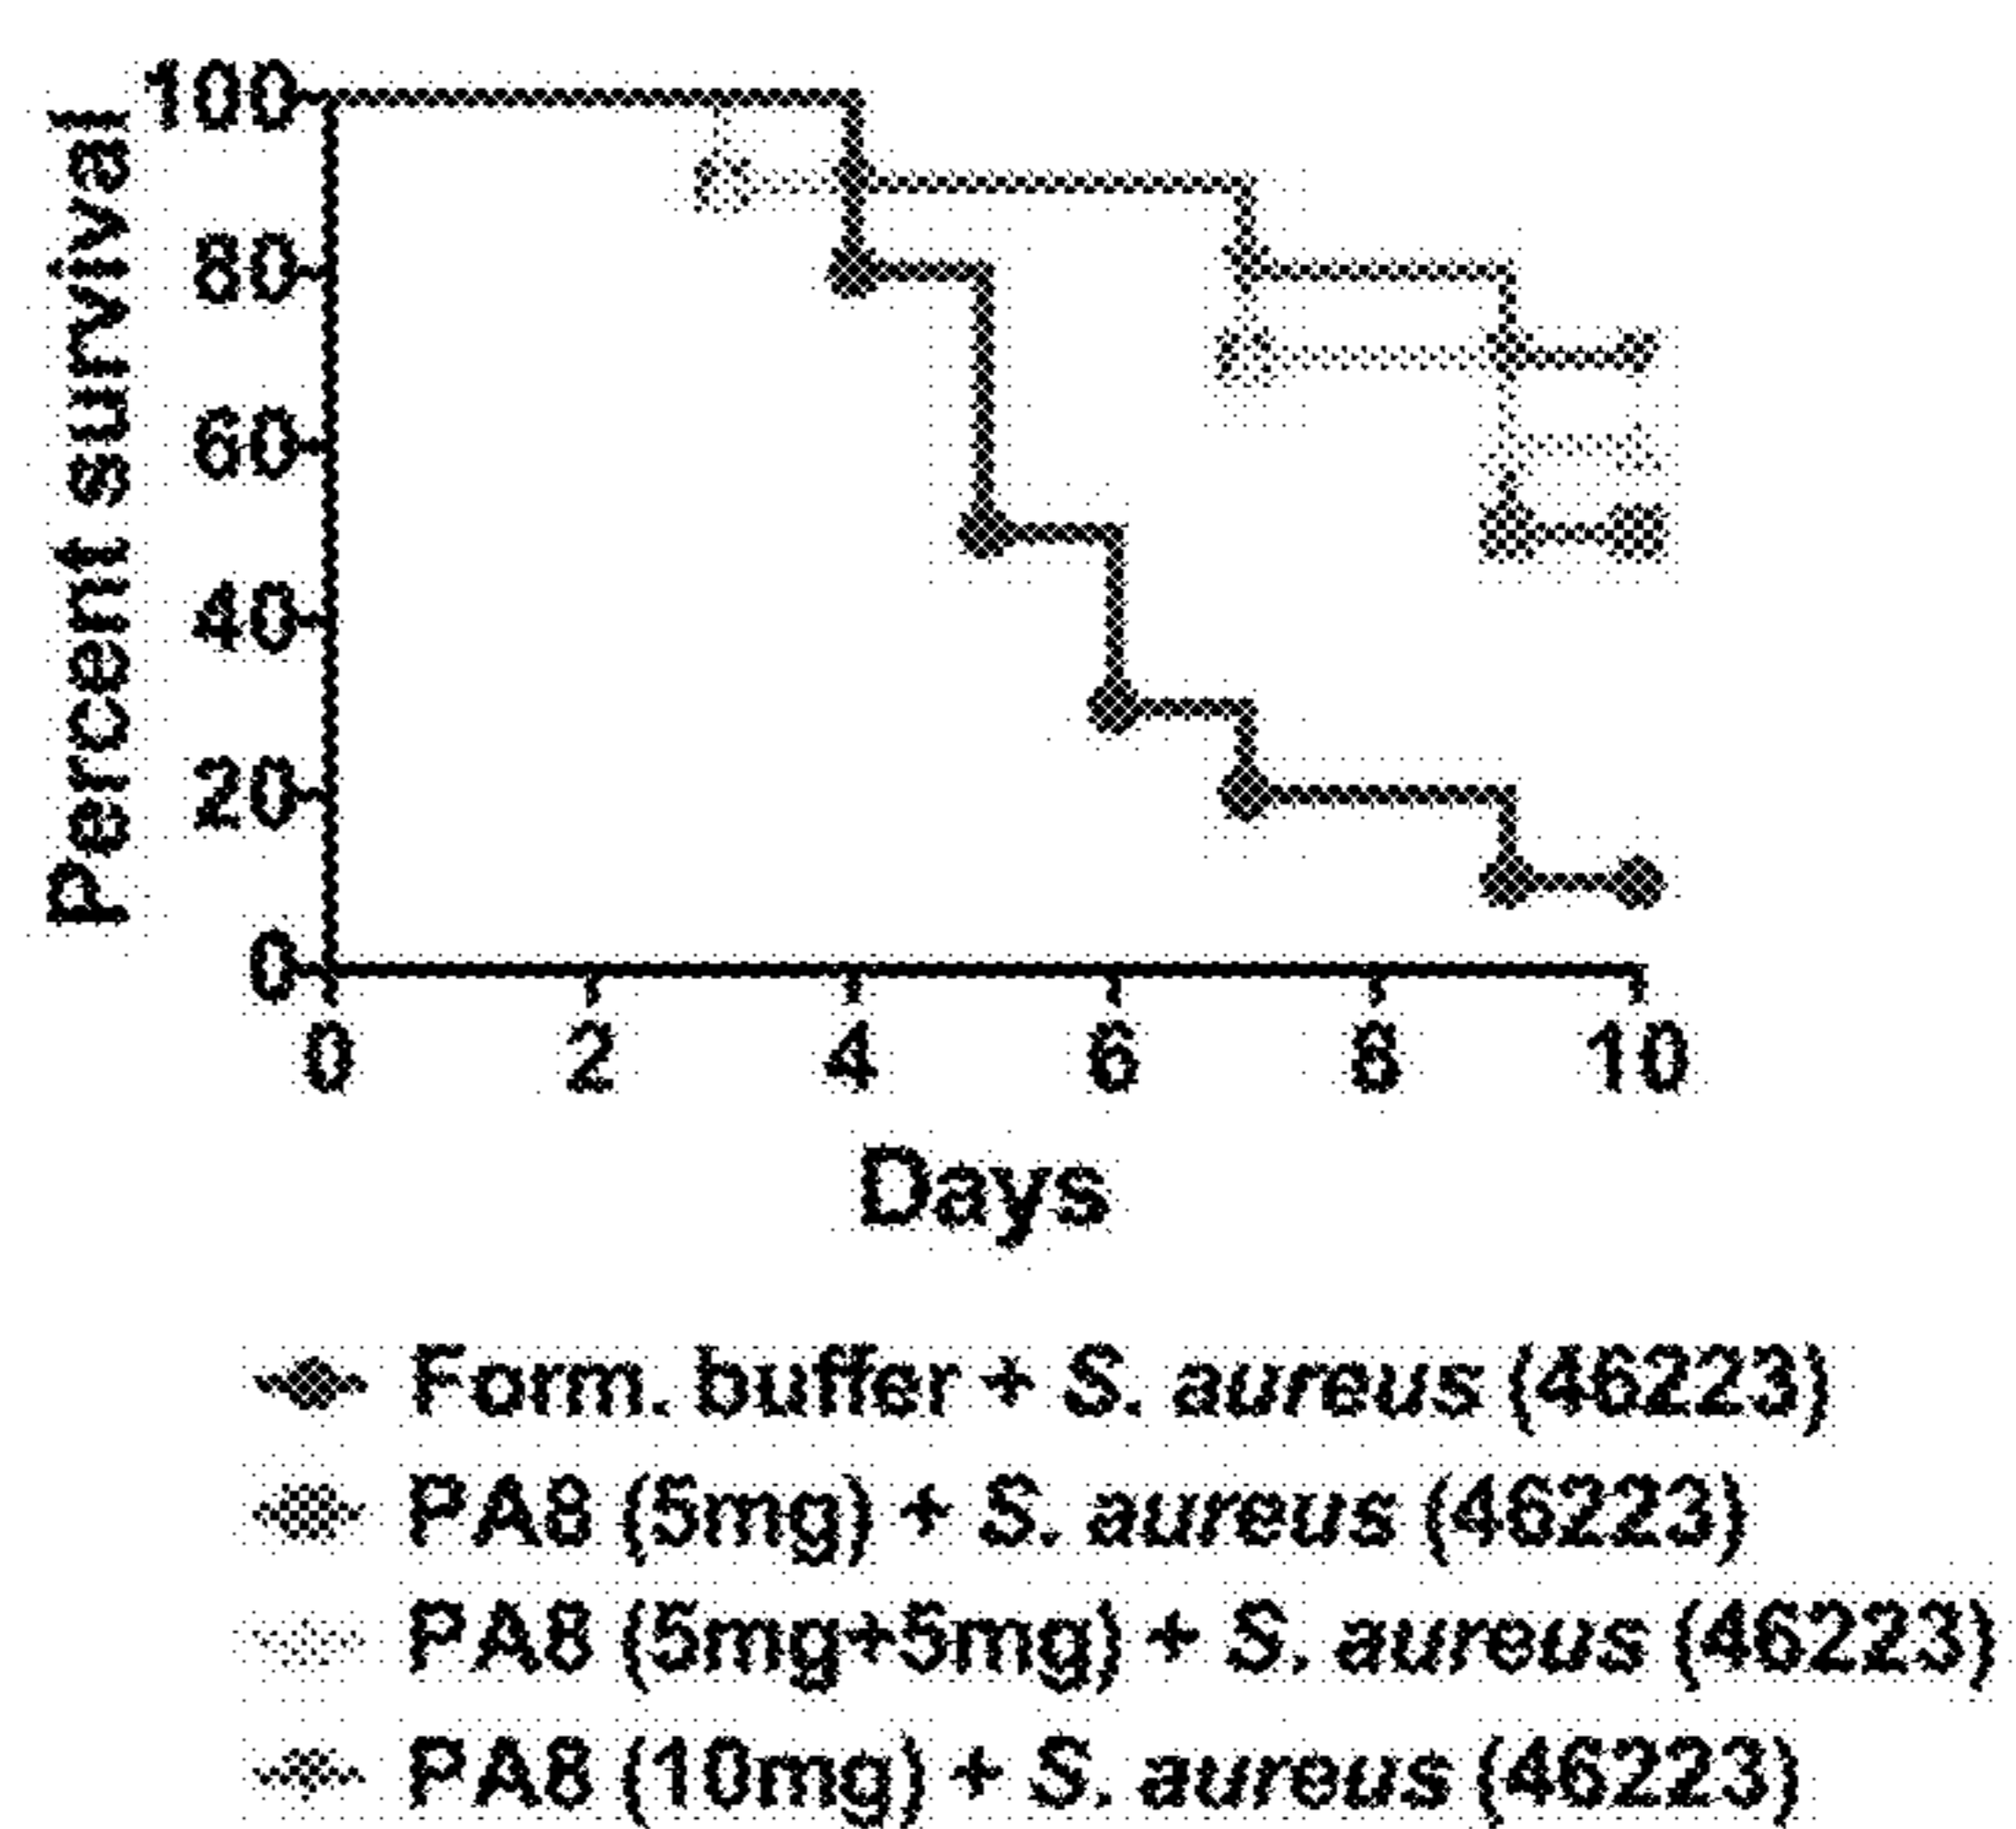 Percent survival
100
80
60
40
20
0
0 2 4 6 8 10
Days
Form. buffer + S. aureus (46223)
PA8 (5mg) + S. aureus (46223)
PA8 (5mg+5mg) + S. aureus (46223)
PA8 (10mg) + S. aureus (46223)